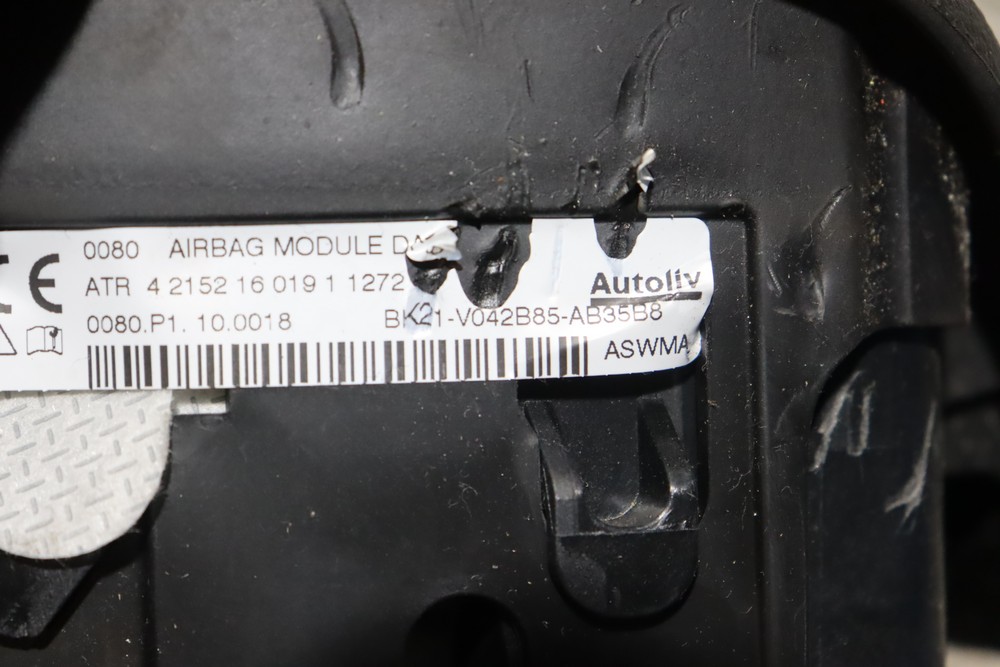 0080 AIRBAG MODULE
ATR 4 2152 16 019 1 1272
Autoliv
0080.P1. 10.0018 BK21-V042B85-AB35B8
ASWMA
CE